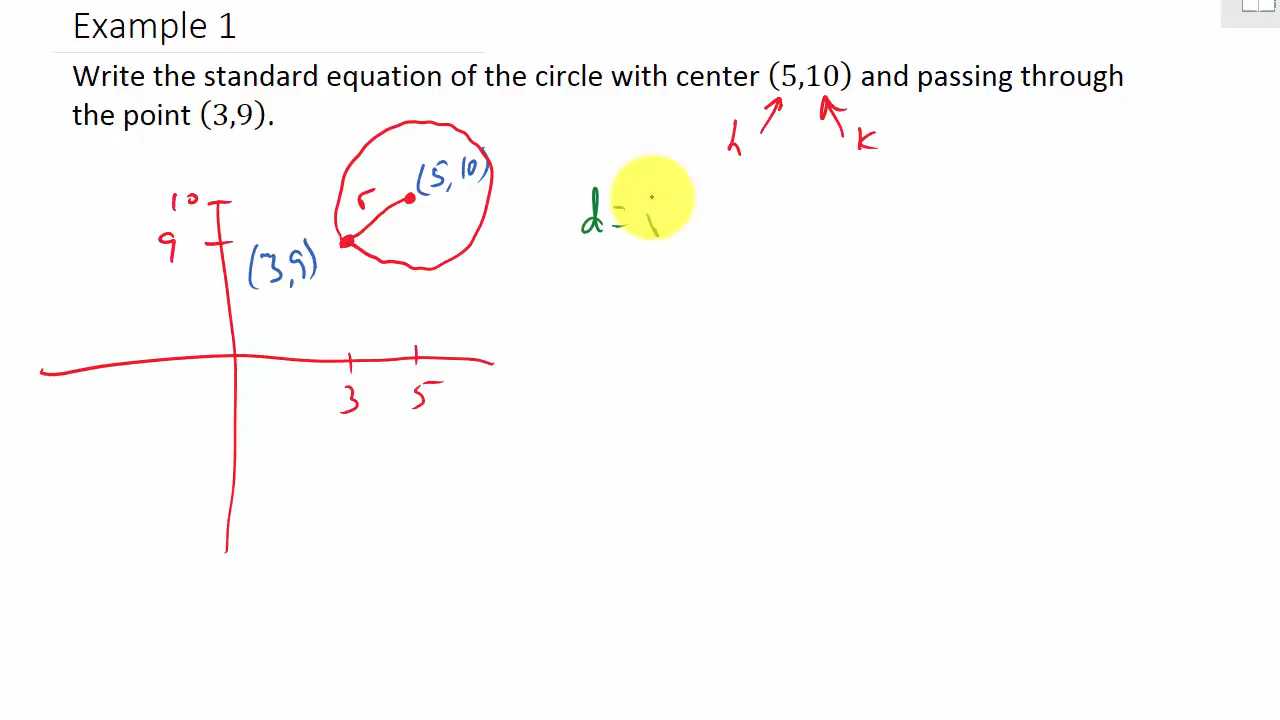 Example 1
Write the standard equation of the circle with center (5,10) and passing through
the point (3,9).
h
k
(5,10)
r
10
9
(3,9)
d=
3
5